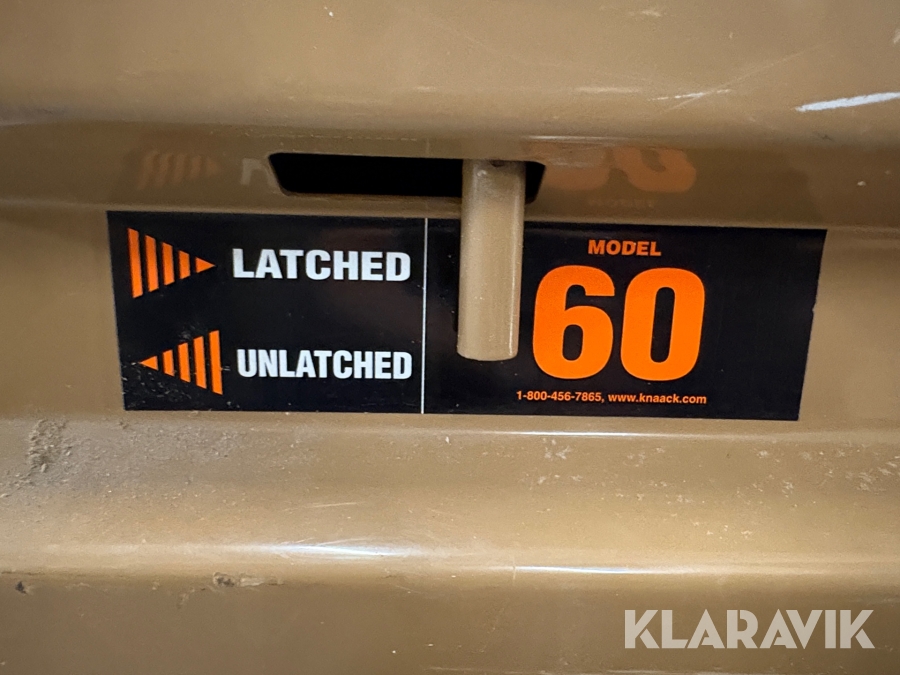 LATCHED
UNLATCHED
MODEL
60
1-800-456-7865, www.knaack.com
KLARAVIK